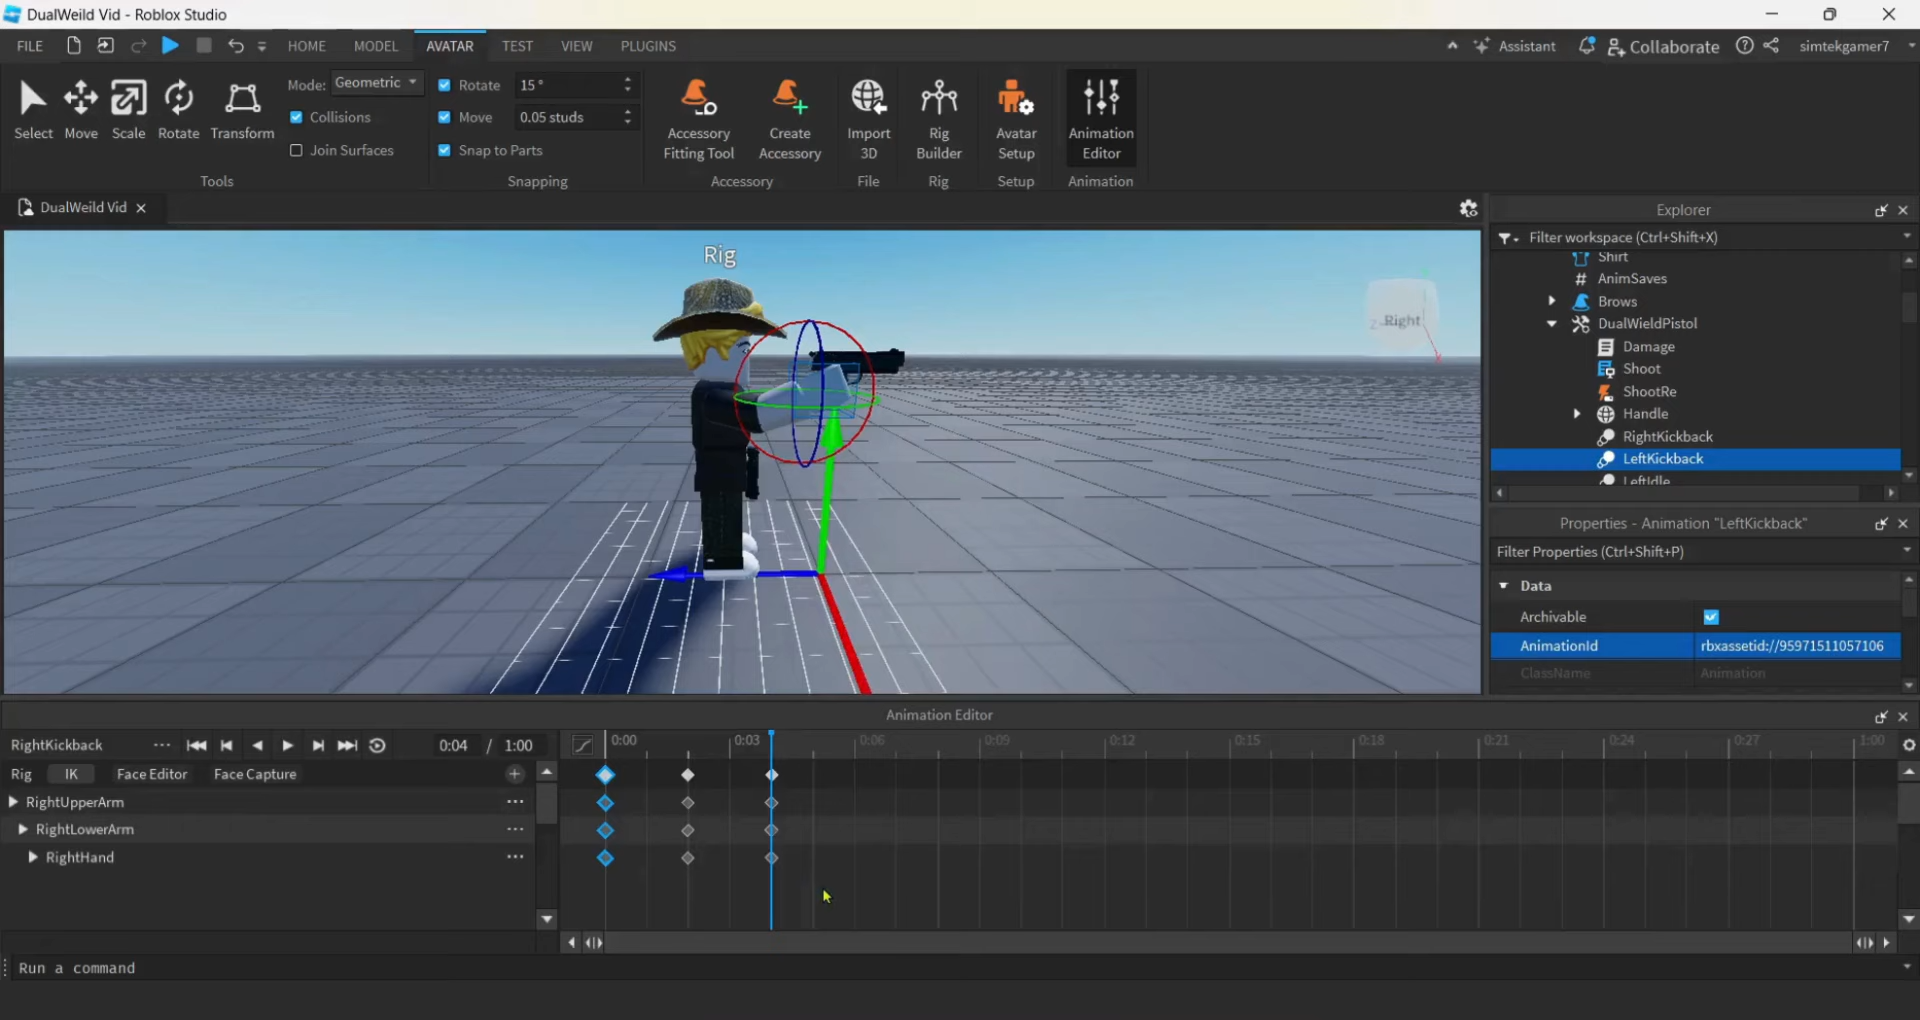 DualWeild Vid - Roblox Studio
FILE HOME MODEL AVATAR TEST VIEW PLUGINS Assistant Collaborate simtekgamer7
Select Move Scale Rotate Transform
Mode: Geometric
Collisions
Join Surfaces
Tools
Rotate 15 °
Move 0.05 studs
Snap to Parts
Snapping
Accessory Fitting Tool
Create Accessory
Accessory
Import 3D
File
Rig Builder
Rig
Avatar Setup
Setup
Animation Editor
Animation
DualWeild Vid
Rig
Right
Z
Explorer
Filter workspace (Ctrl+Shift+X)
Shirt
# AnimSaves
Brows
DualWieldPistol
Damage
Shoot
ShootRe
Handle
RightKickback
LeftKickback
LeftIdle
Properties - Animation "LeftKickback"
Filter Properties (Ctrl+Shift+P)
Data
Archivable
AnimationId rbxassetid://95971511057106
ClassName Animation
Animation Editor
RightKickback ... 0:04 / 1:00
0:00 0:03 0:06 0:09 0:12 0:15 0:18 0:21 0:24 0:27 1:00
Rig IK Face Editor Face Capture
RightUpperArm ...
RightLowerArm ...
RightHand ...
Run a command